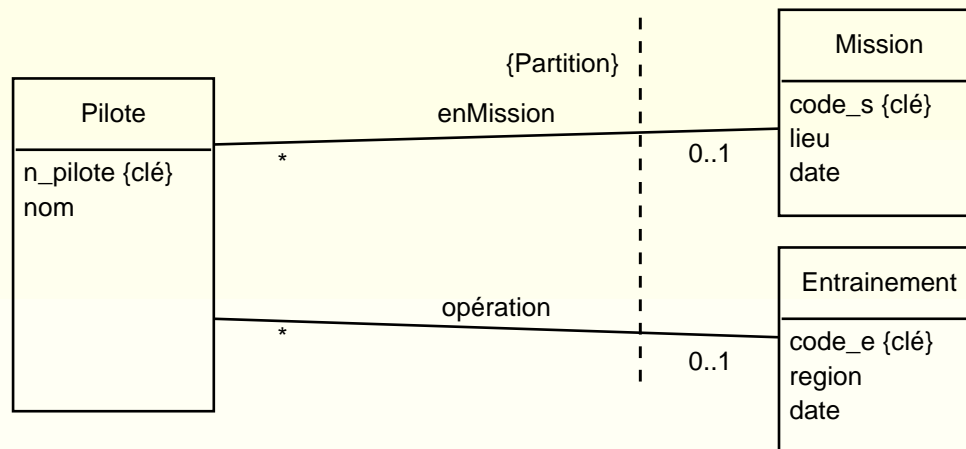 {Partition}
Pilote
n_pilote {clé}
nom
enMission
*
0..1
Mission
code_s {clé}
lieu
date
opération
*
0..1
Entrainement
code_e {clé}
region
date